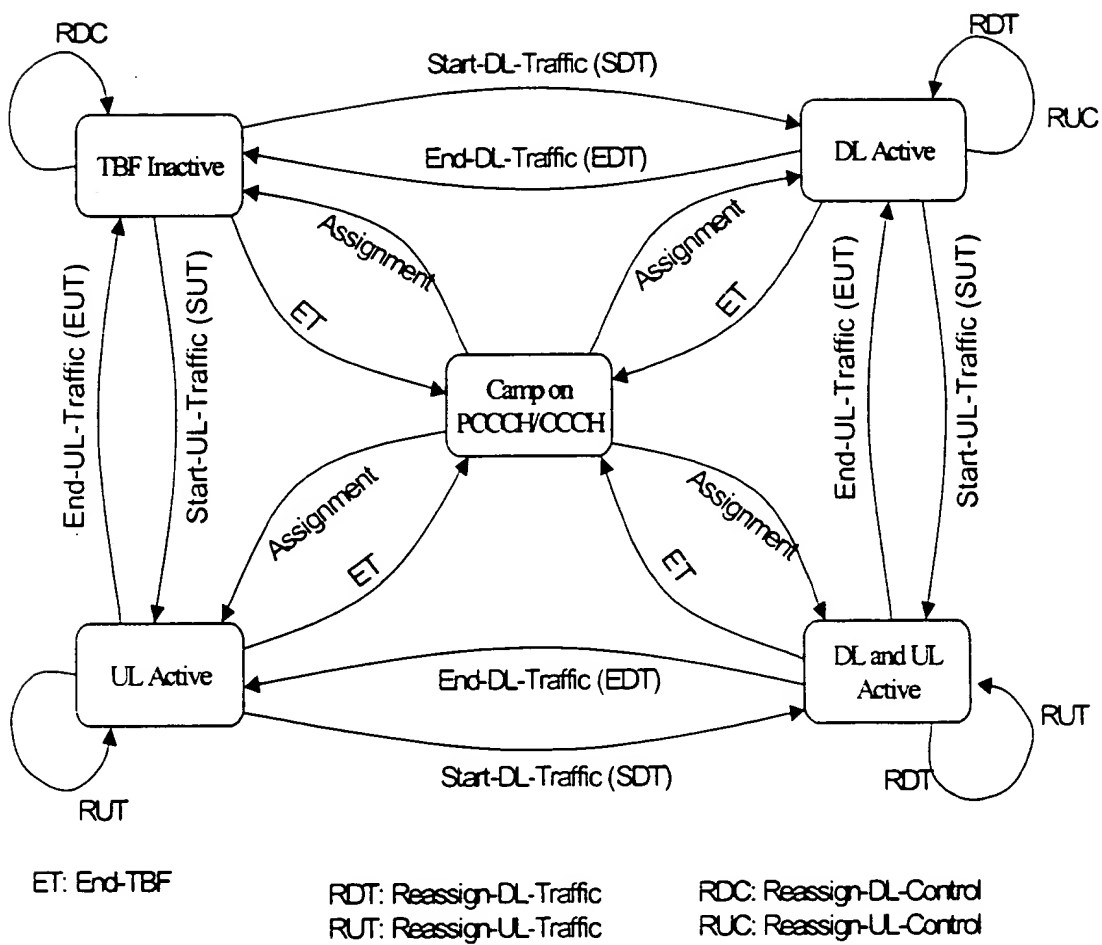 RDC
RDT
Start-DL-Traffic (SDT)
RUC
TBF Inactive
End-DL-Traffic (EDT)
DL Active
Assignment
Assignment
ET
ET
End-UL-Traffic (EUT)
Start-UL-Traffic (SUT)
End-UL-Traffic (EUT)
Start-UL-Traffic (SUT)
Camp on
PCCCH/CCCH
Assignment
Assignment
ET
ET
UL Active
End-DL-Traffic (EDT)
DL and UL
Active
RUT
Start-DL-Traffic (SDT)
RDT
RUT
ET: End-TBF
RDT: Reassign-DL-Traffic
RDC: Reassign-DL-Control
RUT: Reassign-UL-Traffic
RUC: Reassign-UL-Control